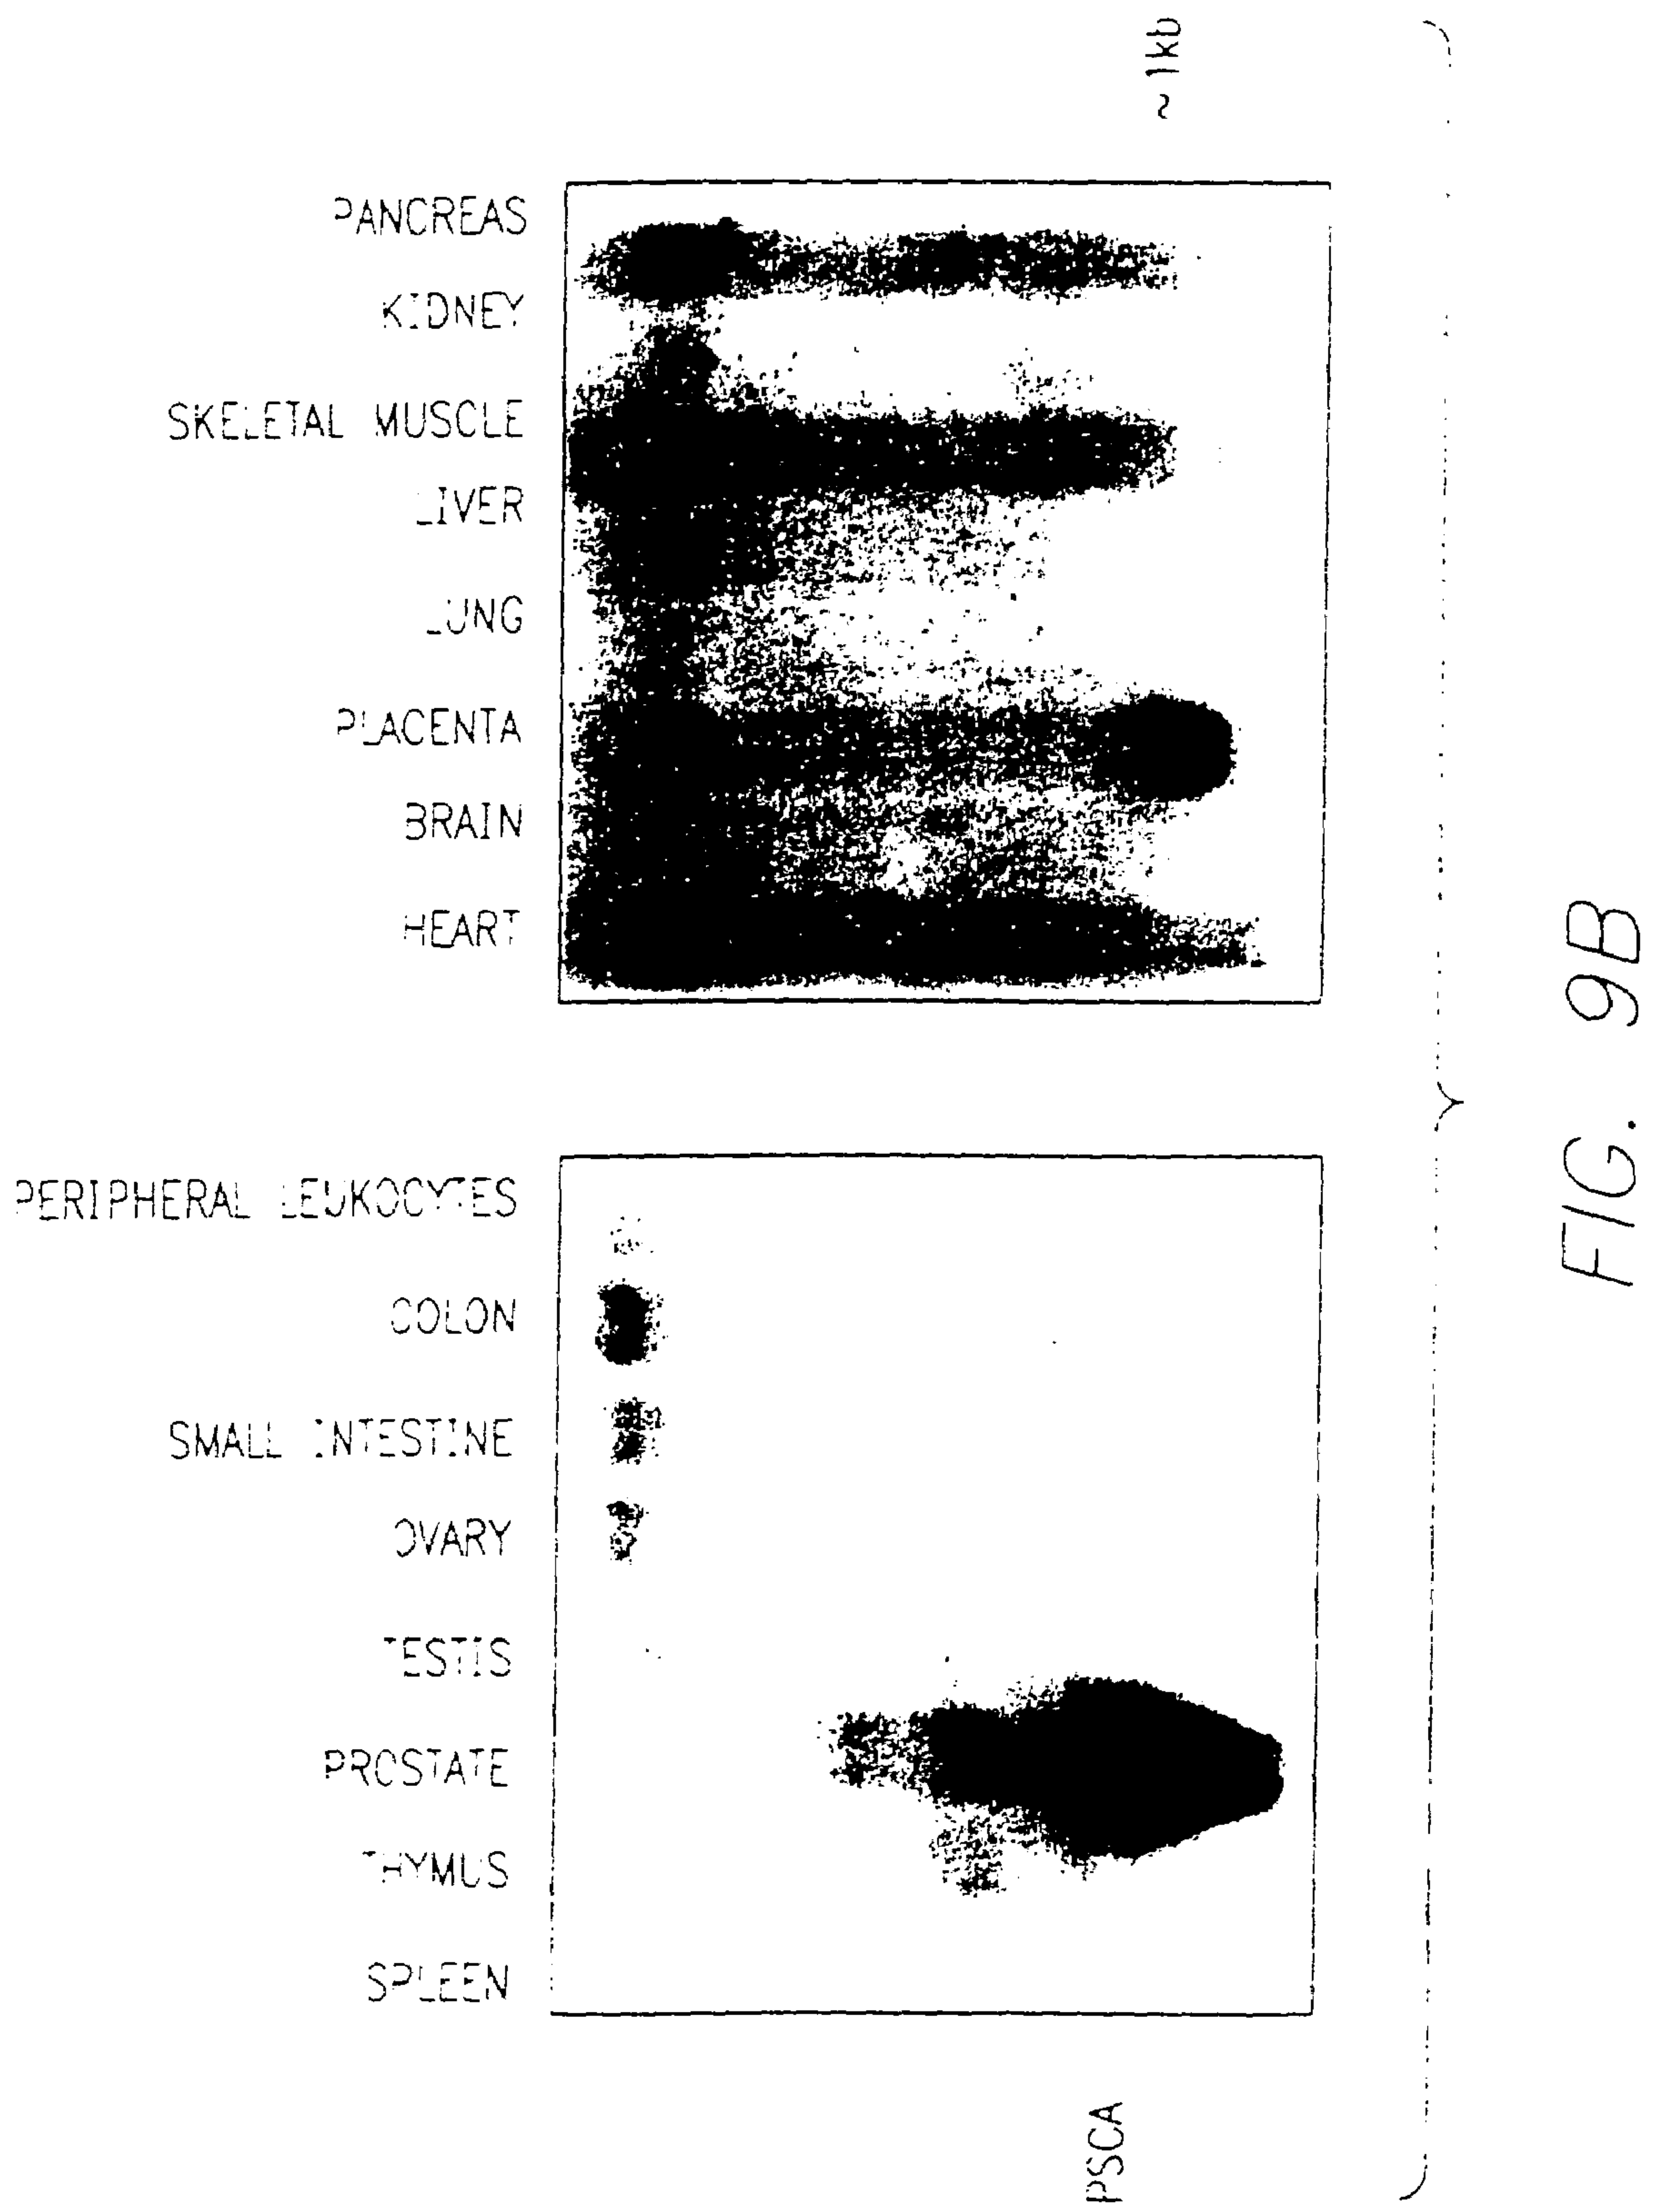 PANCREAS
KIDNEY
SKELETAL MUSCLE
LIVER
LUNG
PLACENTA
BRAIN
HEART
~1kb
PERIPHERAL LEUKOCYTES
COLON
SMALL INTESTINE
OVARY
TESTIS
PROSTATE
THYMUS
SPLEEN
PSCA
FIG. 9B